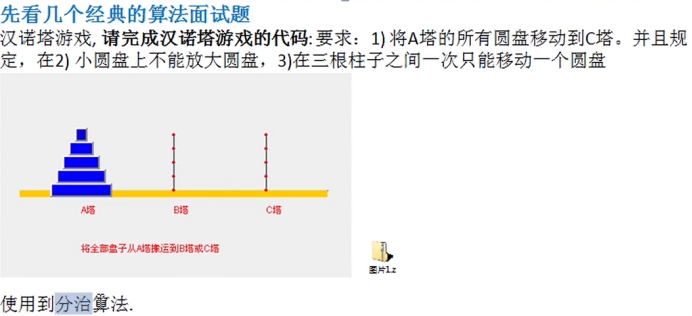 先看几个经典的算法面试题
汉诺塔游戏, 请完成汉诺塔游戏的代码: 要求：1) 将A塔的所有圆盘移动到C塔。并且规
定，在2) 小圆盘上不能放大圆盘，3)在三根柱子之间一次只能移动一个圆盘
A塔
B塔
C塔
将全部盘子从A塔搬运到B塔或C塔
图片1.z
使用到分治算法.